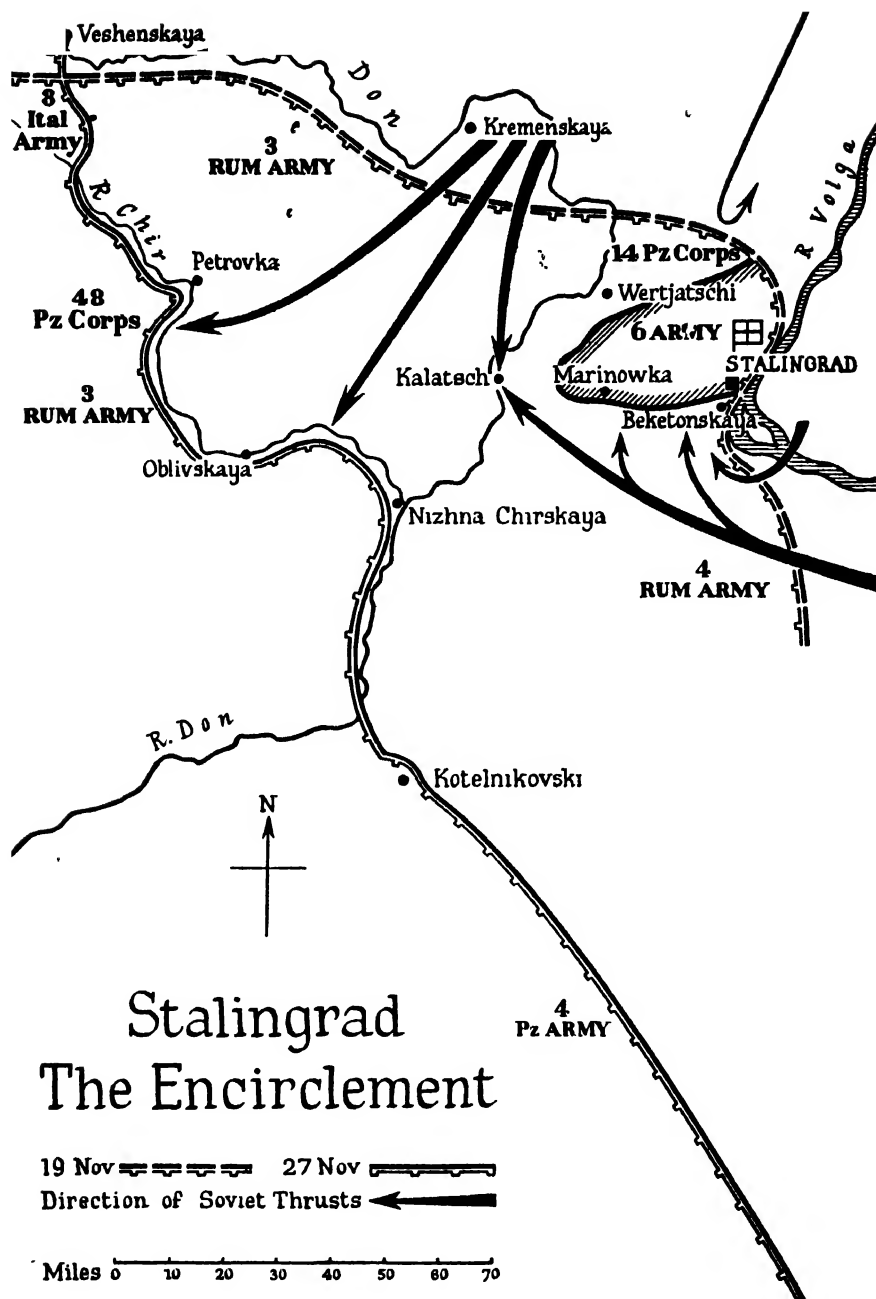 Veshenskaya
Don
8
Ital
Army
3
RUM ARMY
Kremenskaya
R Volga
R Chir
Petrovka
14 Pz Corps
Wertjatschi
48
Pz Corps
6 ARMY
STALINGRAD
Kalatsch
Marinowka
3
RUM ARMY
Beketonskaya
Oblivskaya
Nizhna Chirskaya
4
RUM ARMY
R. Don
Kotelnikovski
N
4
Pz ARMY
Stalingrad
The Encirclement
19 Nov 27 Nov
Direction of Soviet Thrusts
Miles 0 10 20 30 40 50 60 70